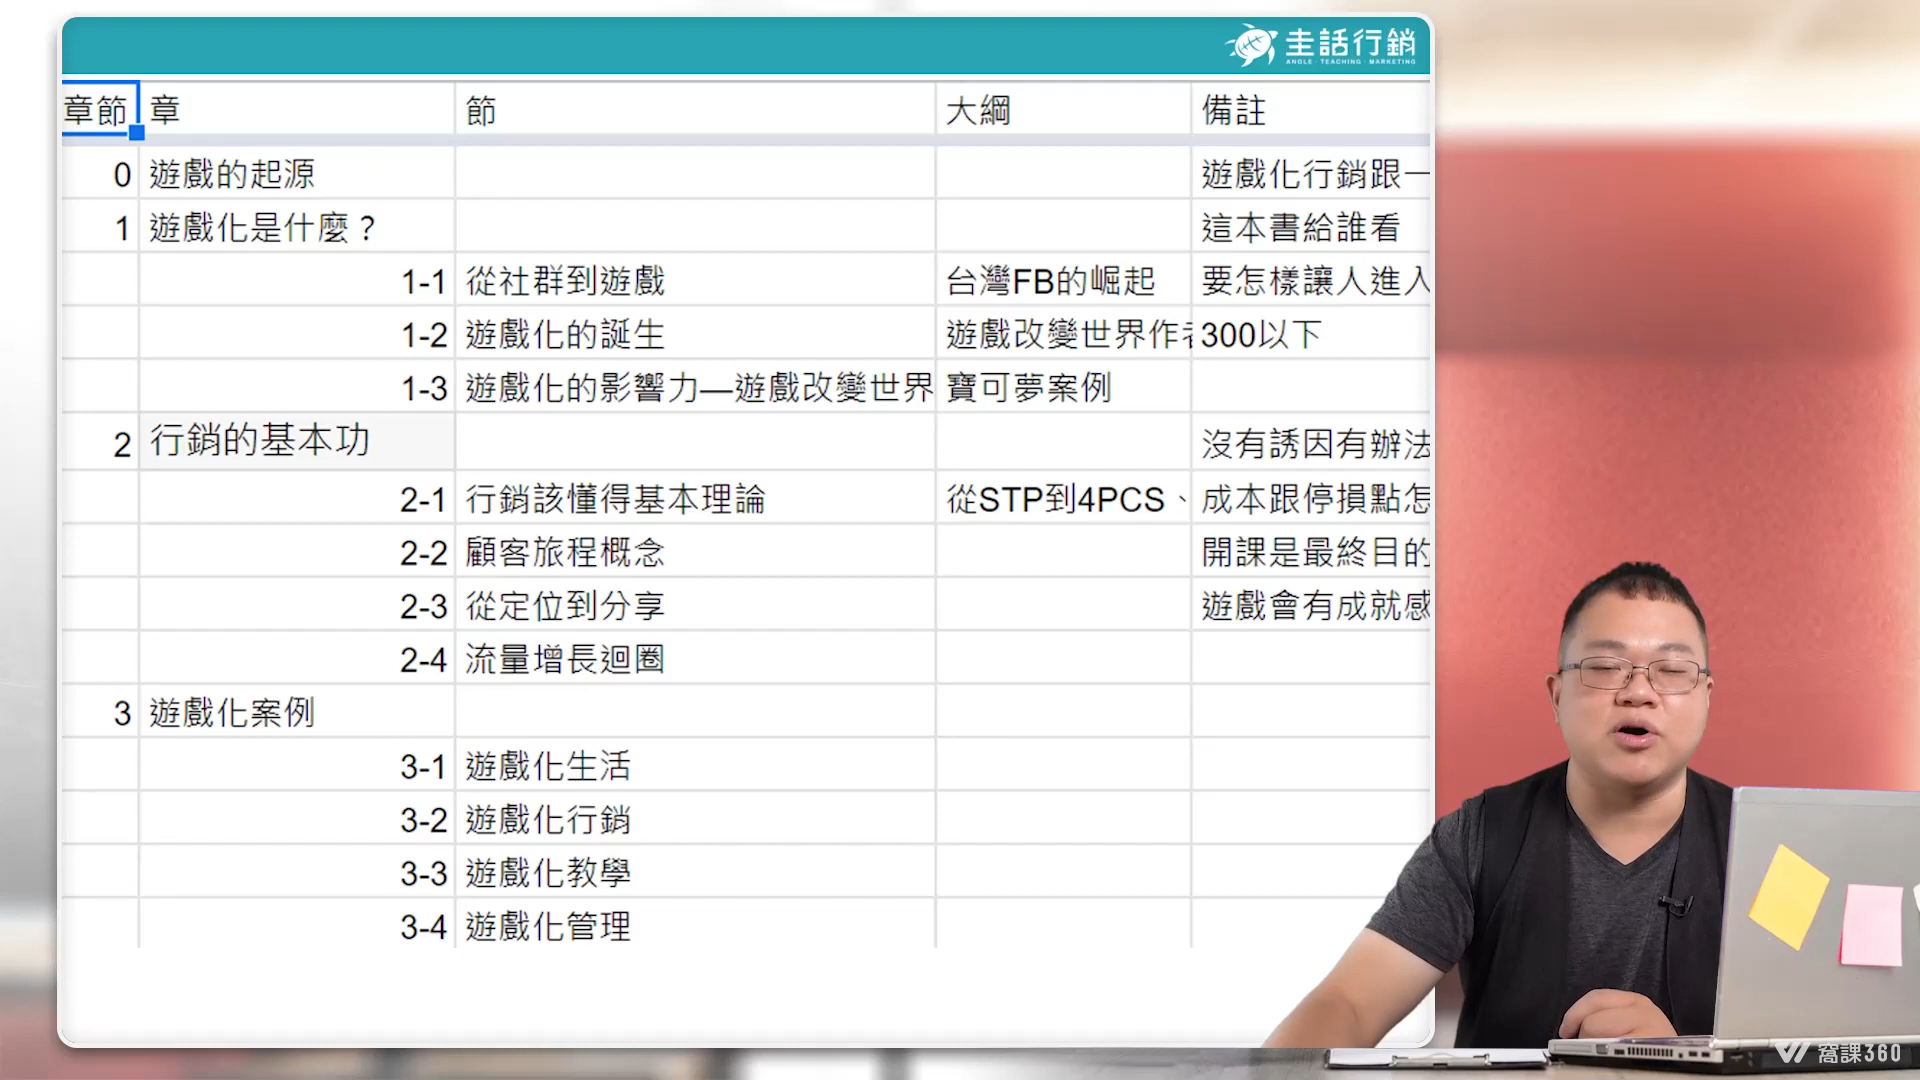 圭話行銷
ANGLE · TEACHING · MARKETING
章節 章 節 大綱 備註
0 遊戲的起源 遊戲化行銷跟一
1 遊戲化是什麼？ 這本書給誰看
1-1 從社群到遊戲 台灣FB的崛起 要怎樣讓人進入
1-2 遊戲化的誕生 遊戲改變世界作 300以下
1-3 遊戲化的影響力—遊戲改變世界 寶可夢案例
2 行銷的基本功 沒有誘因有辦法
2-1 行銷該懂得基本理論 從STP到4PCS、 成本跟停損點怎
2-2 顧客旅程概念 開課是最終目的
2-3 從定位到分享 遊戲會有成就感
2-4 流量增長迴圈
3 遊戲化案例
3-1 遊戲化生活
3-2 遊戲化行銷
3-3 遊戲化教學
3-4 遊戲化管理
窩課360